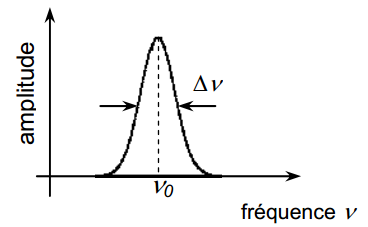 amplitude
Δν
ν₀
fréquence ν